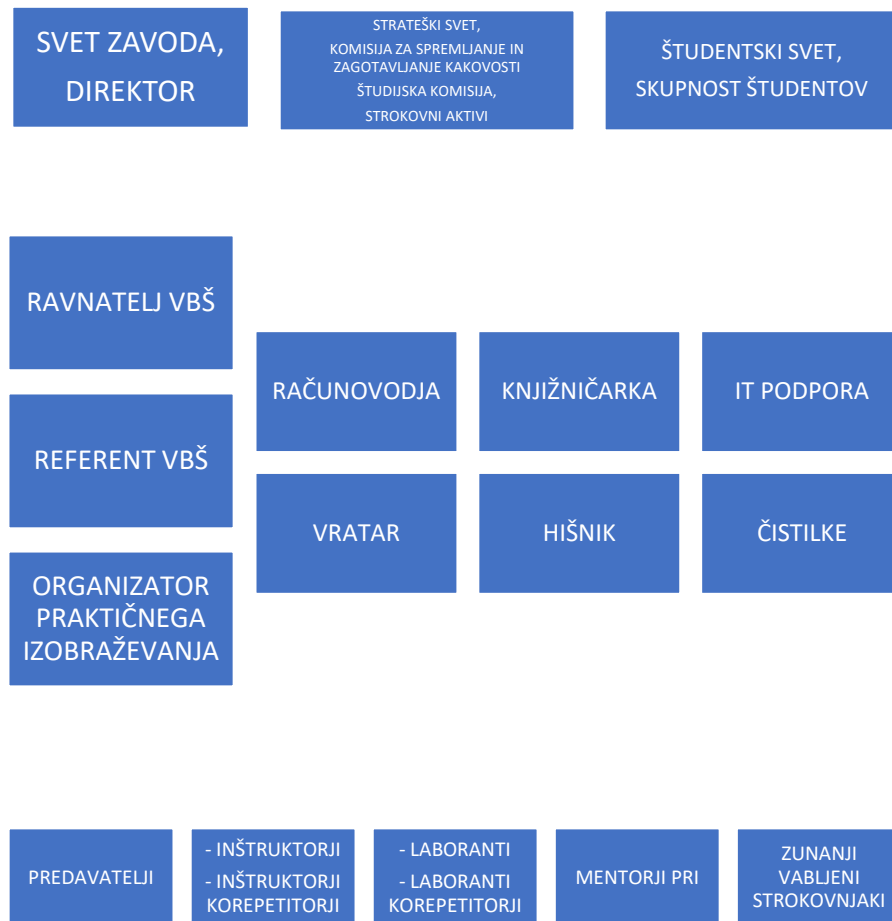 SVET ZAVODA,
DIREKTOR
STRATEŠKI SVET,
KOMISIJA ZA SPREMLJANJE IN
ZAGOTAVLJANJE KAKOVOSTI
ŠTUDIJSKA KOMISIJA,
STROKOVNI AKTIVI
ŠTUDENTSKI SVET,
SKUPNOST ŠTUDENTOV
RAVNATELJ VBŠ
REFERENT VBŠ
ORGANIZATOR
PRAKTIČNEGA
IZOBRAŽEVANJA
RAČUNOVODJA
KNJIŽNIČARKA
IT PODPORA
VRATAR
HIŠNIK
ČISTILKE
PREDAVATELJI
- INŠTRUKTORJI
- INŠTRUKTORJI
KOREPETITORJI
- LABORANTI
- LABORANTI
KOREPETITORJI
MENTORJI PRI
ZUNANJI
VABLJENI
STROKOVNJAKI